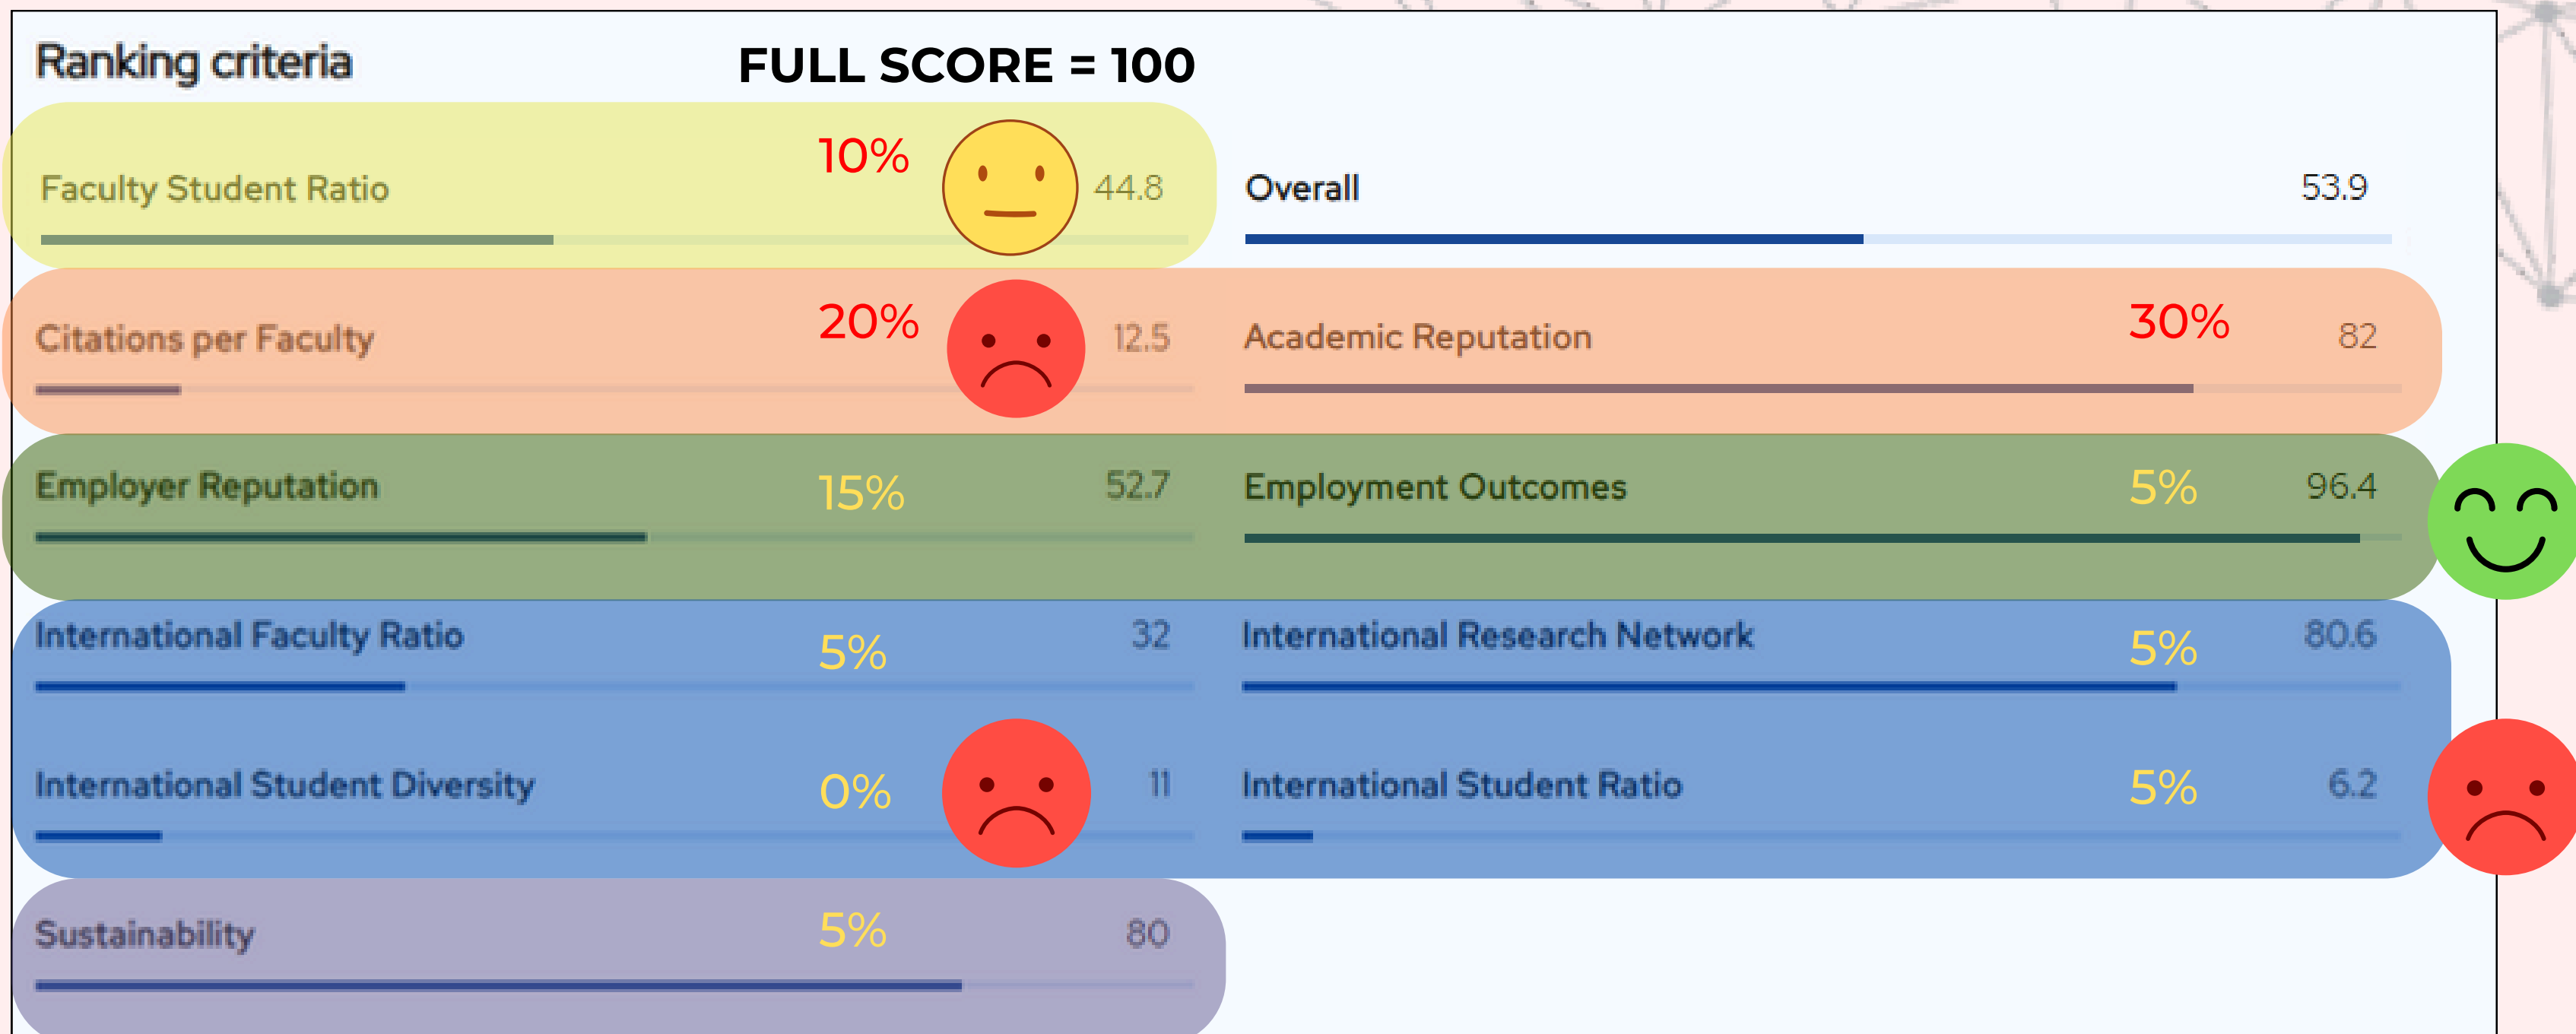 Ranking criteria FULL SCORE = 100
Faculty Student Ratio 10% 44.8
Overall 53.9
Citations per Faculty 20% 12.5
Academic Reputation 30% 82
Employer Reputation 15% 52.7
Employment Outcomes 5% 96.4
International Faculty Ratio 5% 32
International Research Network 5% 80.6
International Student Diversity 0% 11
International Student Ratio 5% 6.2
Sustainability 5% 80